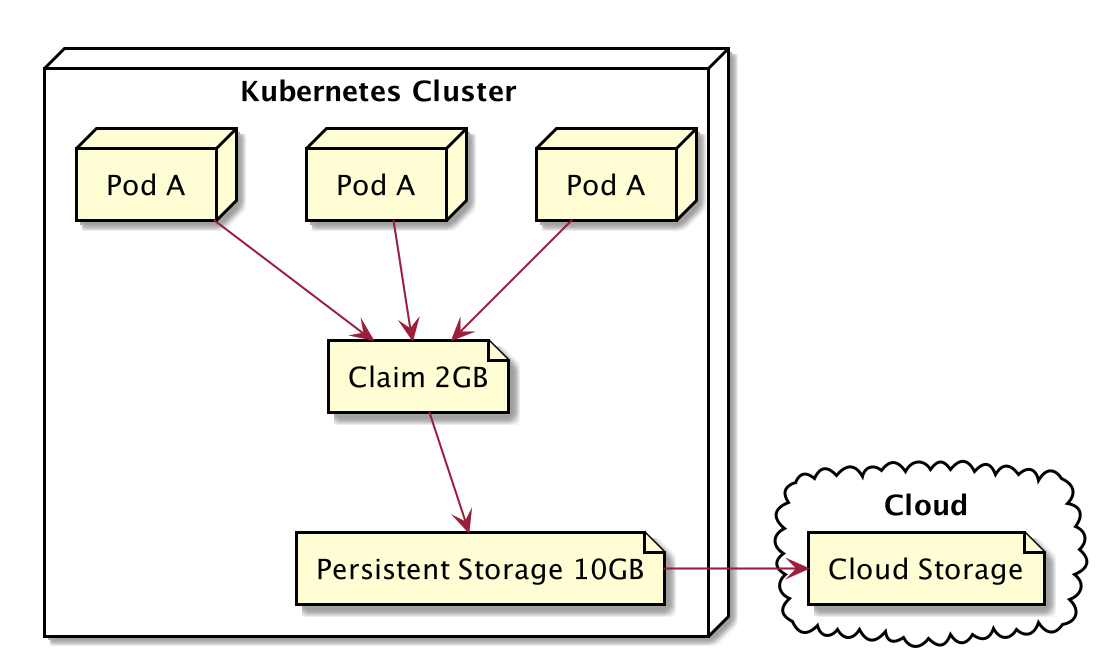 Kubernetes Cluster
Pod A
Pod A
Pod A
Claim 2GB
Persistent Storage 10GB
Cloud
Cloud Storage